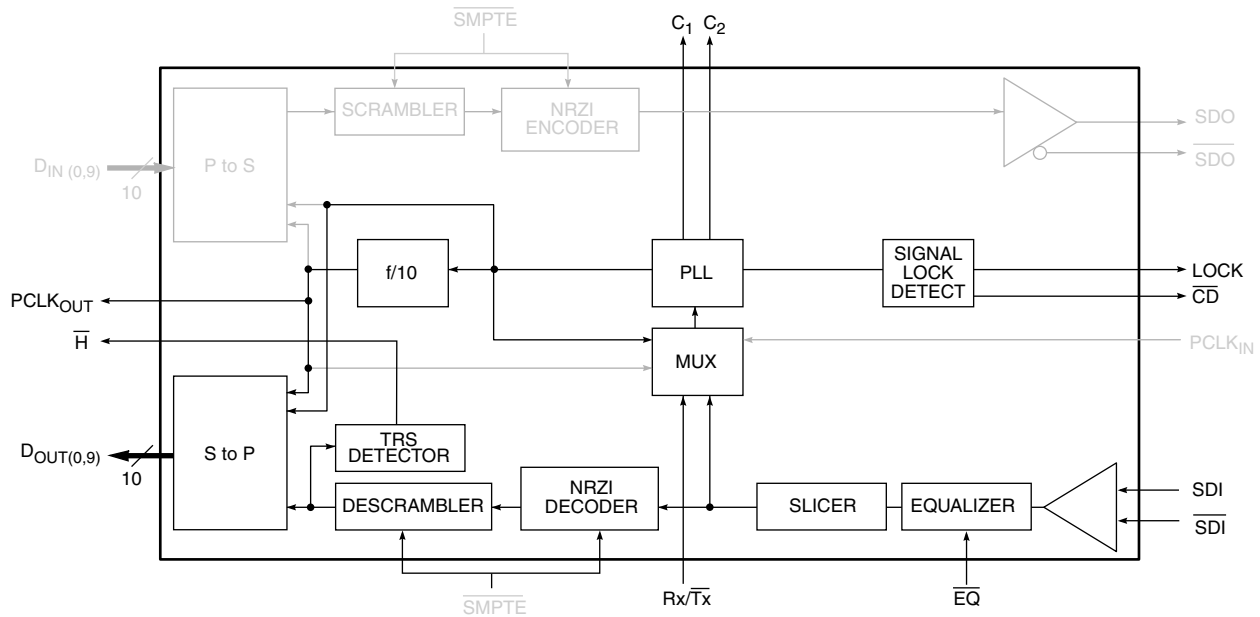 SMPTE
C1 C2
SCRAMBLER
NRZI
ENCODER
SDO
SDO
P to S
DIN (0,9)
10
f/10
PLL
SIGNAL
LOCK
DETECT
LOCK
CD
PCLKOUT
H
MUX
PCLKIN
TRS
DETECTOR
S to P
DOUT(0,9)
10
DESCRAMBLER
NRZI
DECODER
SLICER
EQUALIZER
SDI
SDI
SMPTE
Rx/Tx
EQ